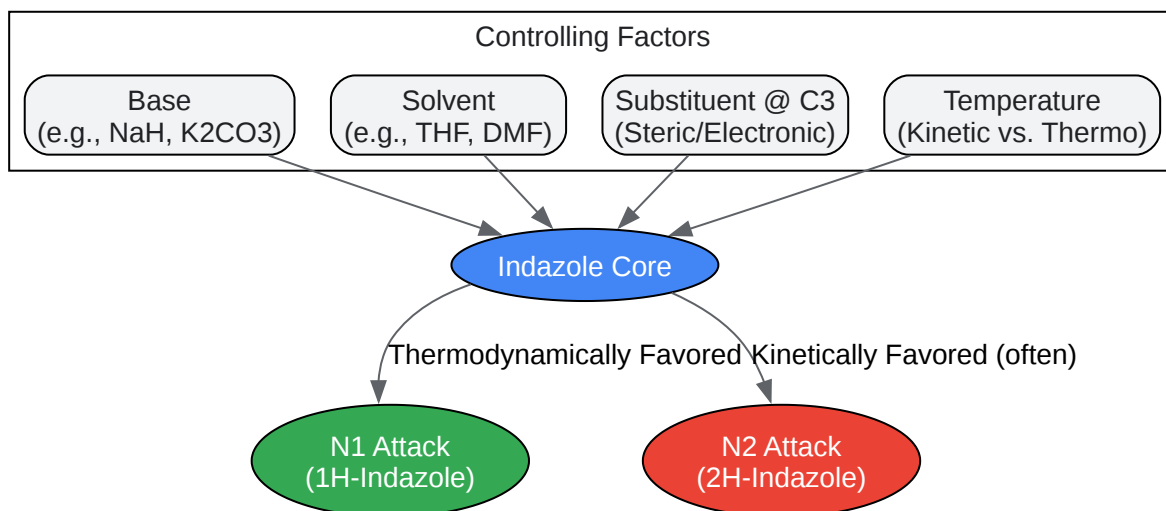 Controlling Factors
Base
(e.g., NaH, K2CO3)
Solvent
(e.g., THF, DMF)
Substituent @ C3
(Steric/Electronic)
Temperature
(Kinetic vs. Thermo)
Indazole Core
Thermodynamically Favored
Kinetically Favored (often)
N1 Attack
(1H-Indazole)
N2 Attack
(2H-Indazole)